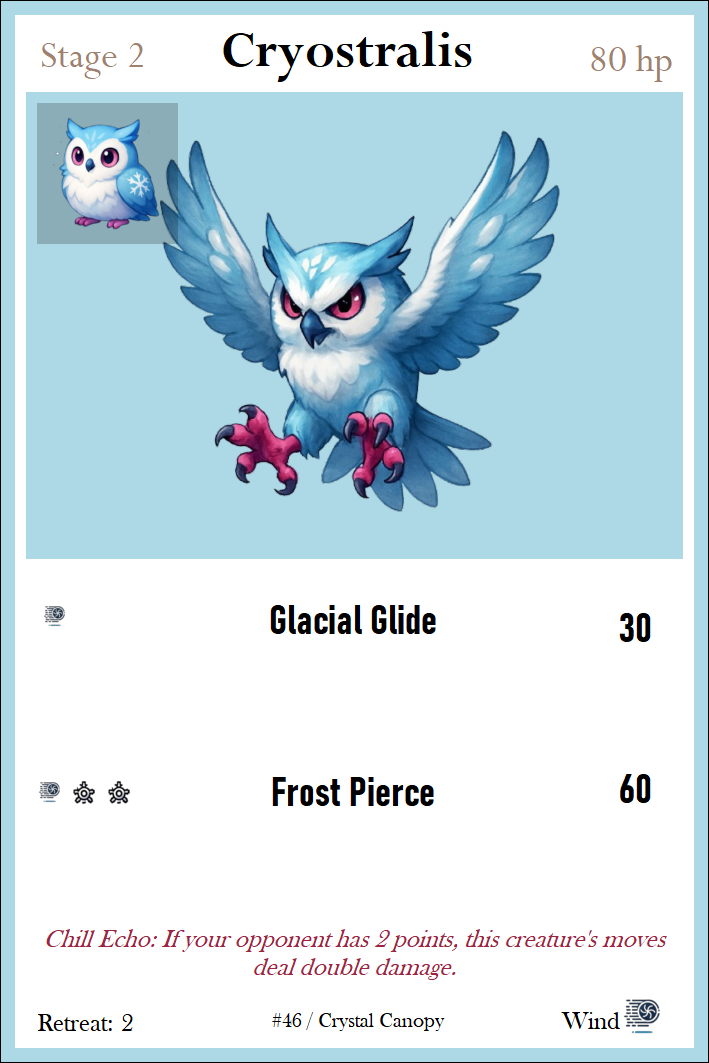 Stage 2
Cryostralis
80 hp
Glacial Glide
30
Frost Pierce
60
Chill Echo: If your opponent has 2 points, this creature's moves
deal double damage.
Retreat: 2
#46 / Crystal Canopy
Wind